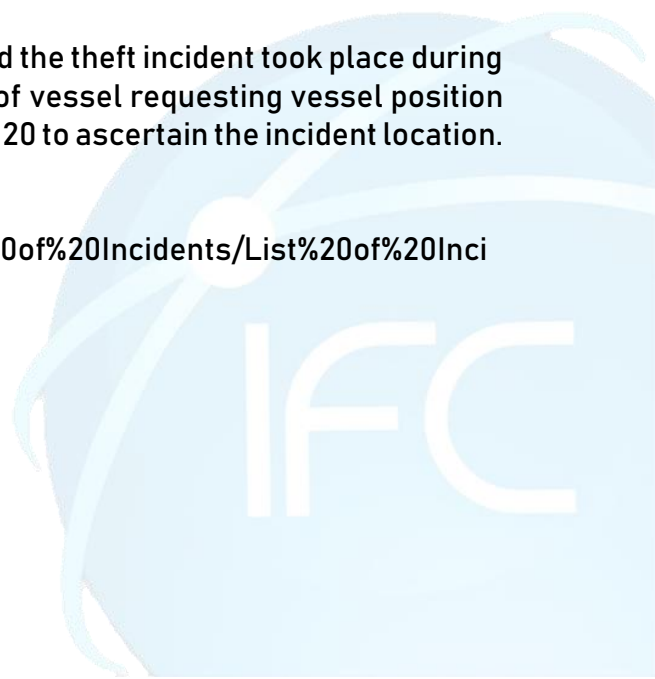 d the theft incident took place during
of vessel requesting vessel position
20 to ascertain the incident location.
0of%20Incidents/List%20of%20Inci
IFC